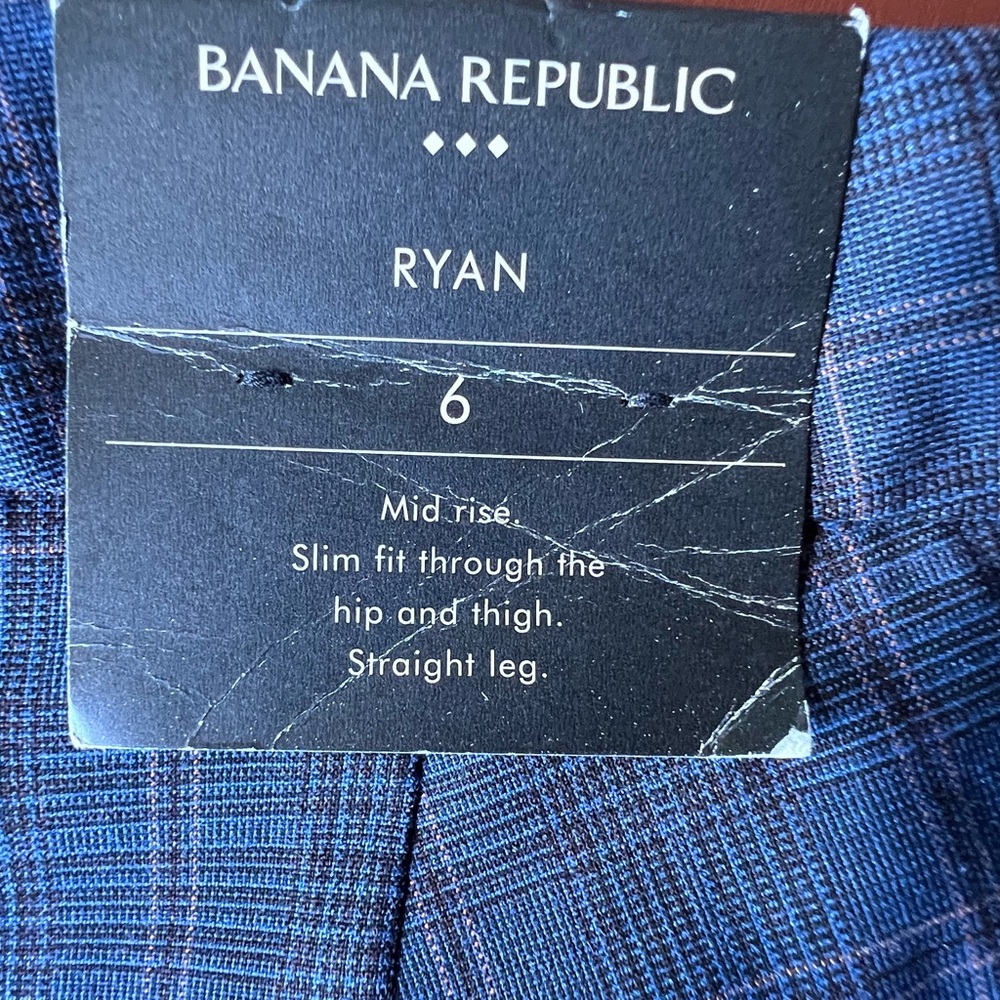 BANANA REPUBLIC
RYAN
6
Mid rise.
Slim fit through the
hip and thigh.
Straight leg.